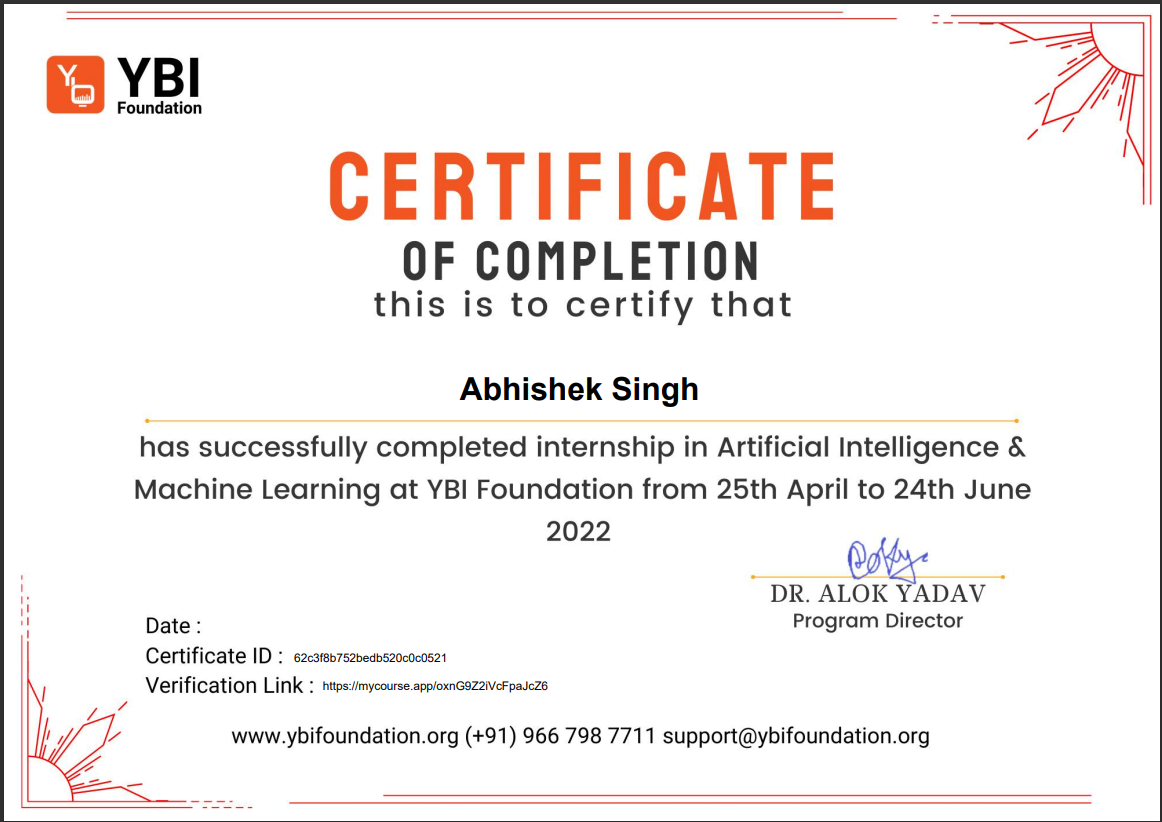 YBI
Foundation
CERTIFICATE
OF COMPLETION
this is to certify that
Abhishek Singh
has successfully completed internship in Artificial Intelligence &
Machine Learning at YBI Foundation from 25th April to 24th June
2022
DR. ALOK YADAV
Program Director
Date :
Certificate ID : 62c3f8b752bedb520c0c0521
Verification Link : https://mycourse.app/oxnG9Z2iVcFpaJcZ6
www.ybifoundation.org (+91) 966 798 7711 support@ybifoundation.org